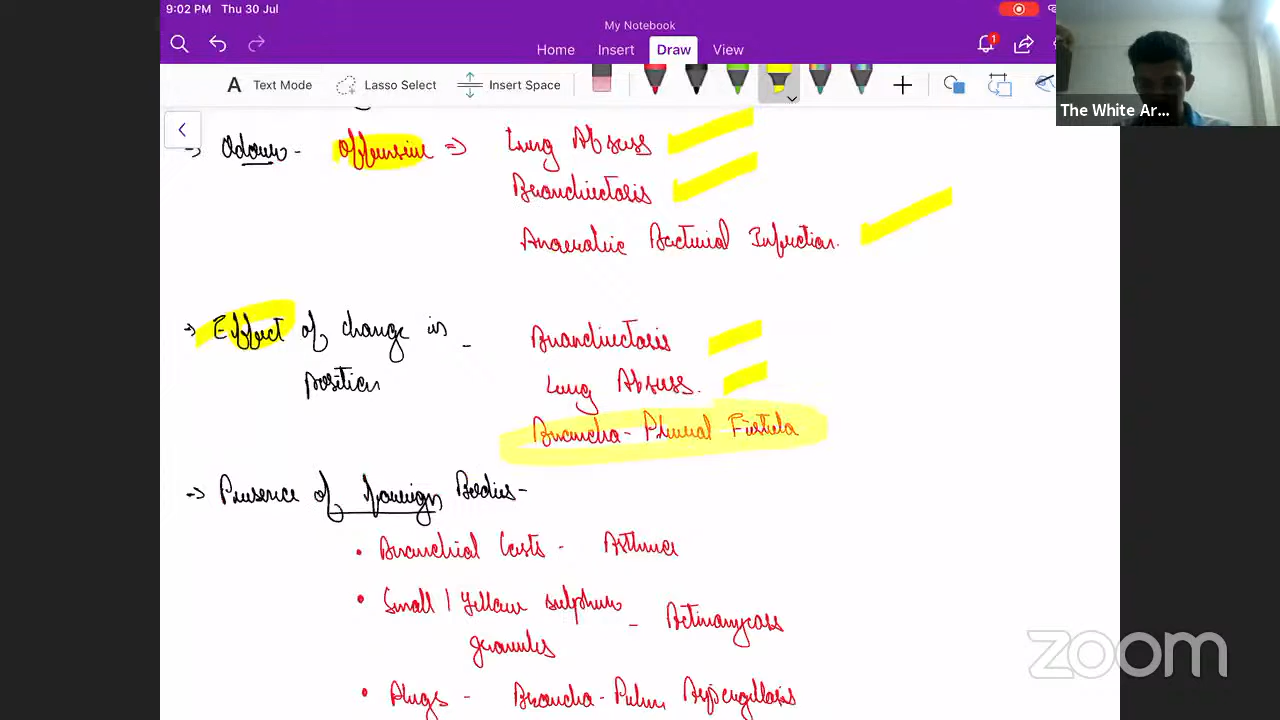 9:02 PM Thu 30 Jul
My Notebook
Home Insert Draw View
1
A Text Mode Lasso Select Insert Space
The White Ar...
→ Odour - Offensive ⇒ Lung Abscess
Bronchiectasis
Anaerobic Bacterial Infection.
→ Effect of change in - Bronchiectasis
position Lung Abscess.
Broncho-Pleural Fistula
→ Presence of foreign Bodies-
• Bronchial Casts - Asthma
• Small / Yellow sulphur - Actinomycoses
granules
• Plugs - Broncho-Pulm Aspergillosis
zoom